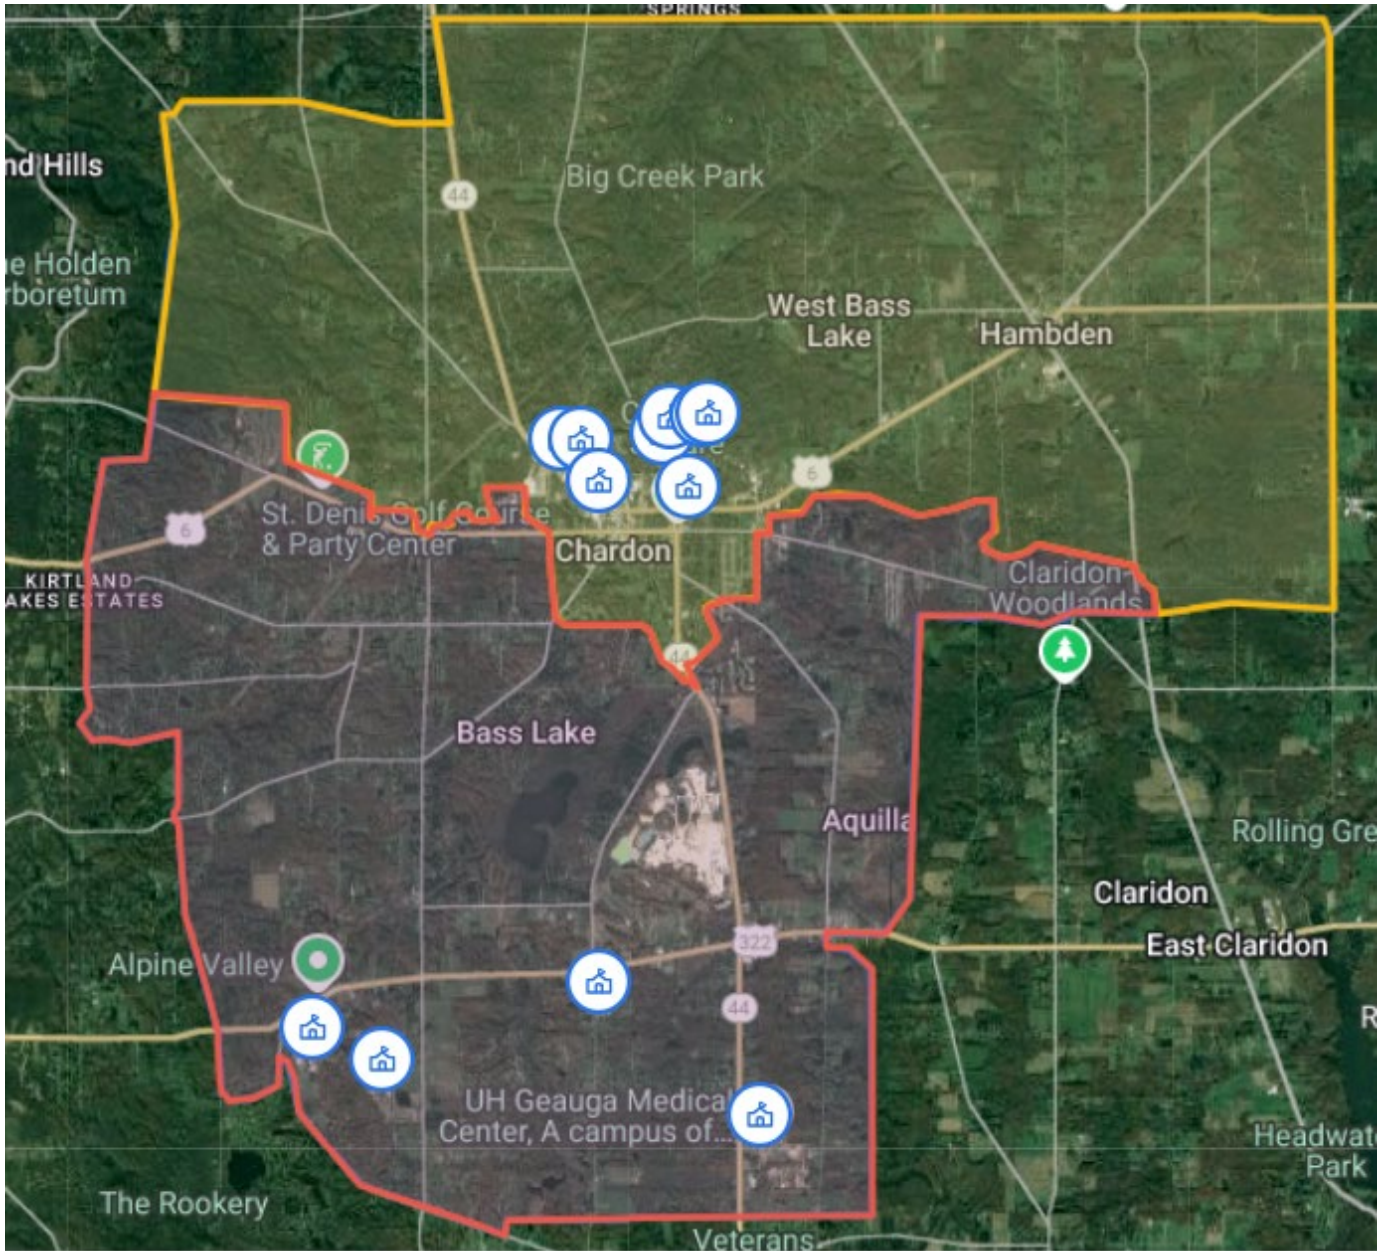 SPRINGS
nd Hills
44
Big Creek Park
ne Holden
rboretum
West Bass
Lake
Hambden
6
St. Denis Golf Course
& Party Center
6
Chardon
KIRTLAND
AKES ESTATES
Claridon-
Woodlands
44
Bass Lake
Aquilla
Rolling Gre
Claridon
322
East Claridon
Alpine Valley
44
R
UH Geauga Medical
Center, A campus of...
Headwat
Park
The Rookery
Veterans